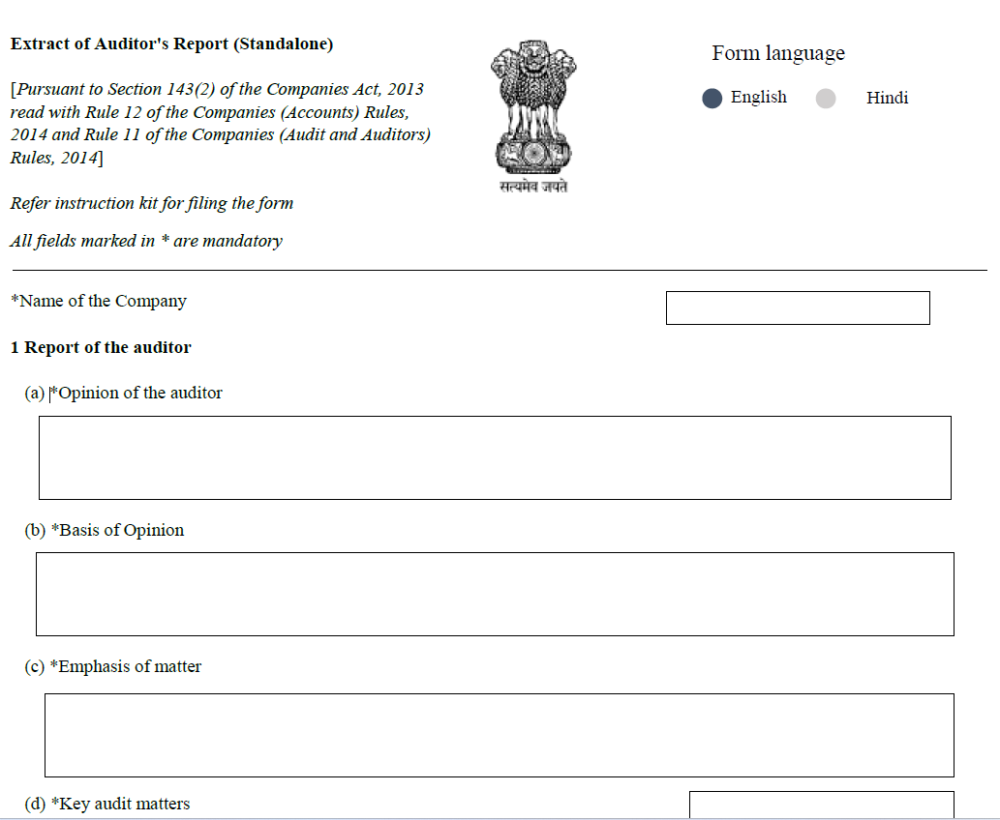 Extract of Auditor's Report (Standalone)
[Pursuant to Section 143(2) of the Companies Act, 2013
read with Rule 12 of the Companies (Accounts) Rules,
2014 and Rule 11 of the Companies (Audit and Auditors)
Rules, 2014]
Refer instruction kit for filing the form
All fields marked in * are mandatory
सत्यमेव जयते
Form language
English
Hindi
*Name of the Company
1 Report of the auditor
(a) *Opinion of the auditor
(b) *Basis of Opinion
(c) *Emphasis of matter
(d) *Key audit matters